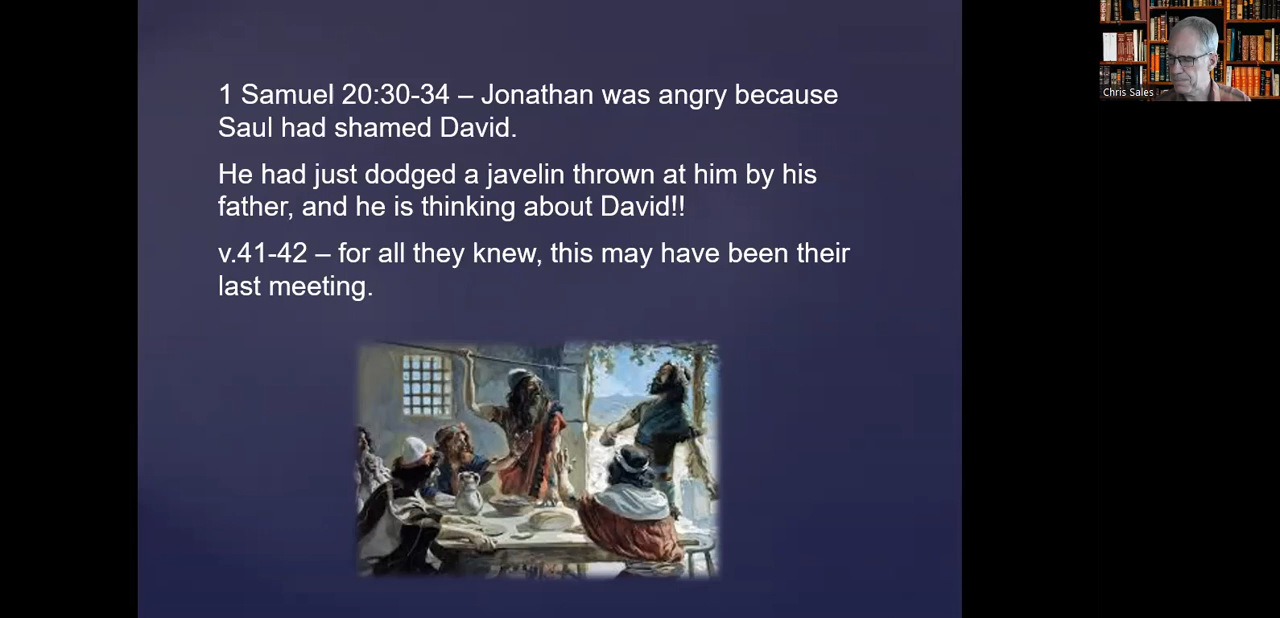 1 Samuel 20:30-34 – Jonathan was angry because
Saul had shamed David.
He had just dodged a javelin thrown at him by his
father, and he is thinking about David!!
v.41-42 – for all they knew, this may have been their
last meeting.
Chris Sales